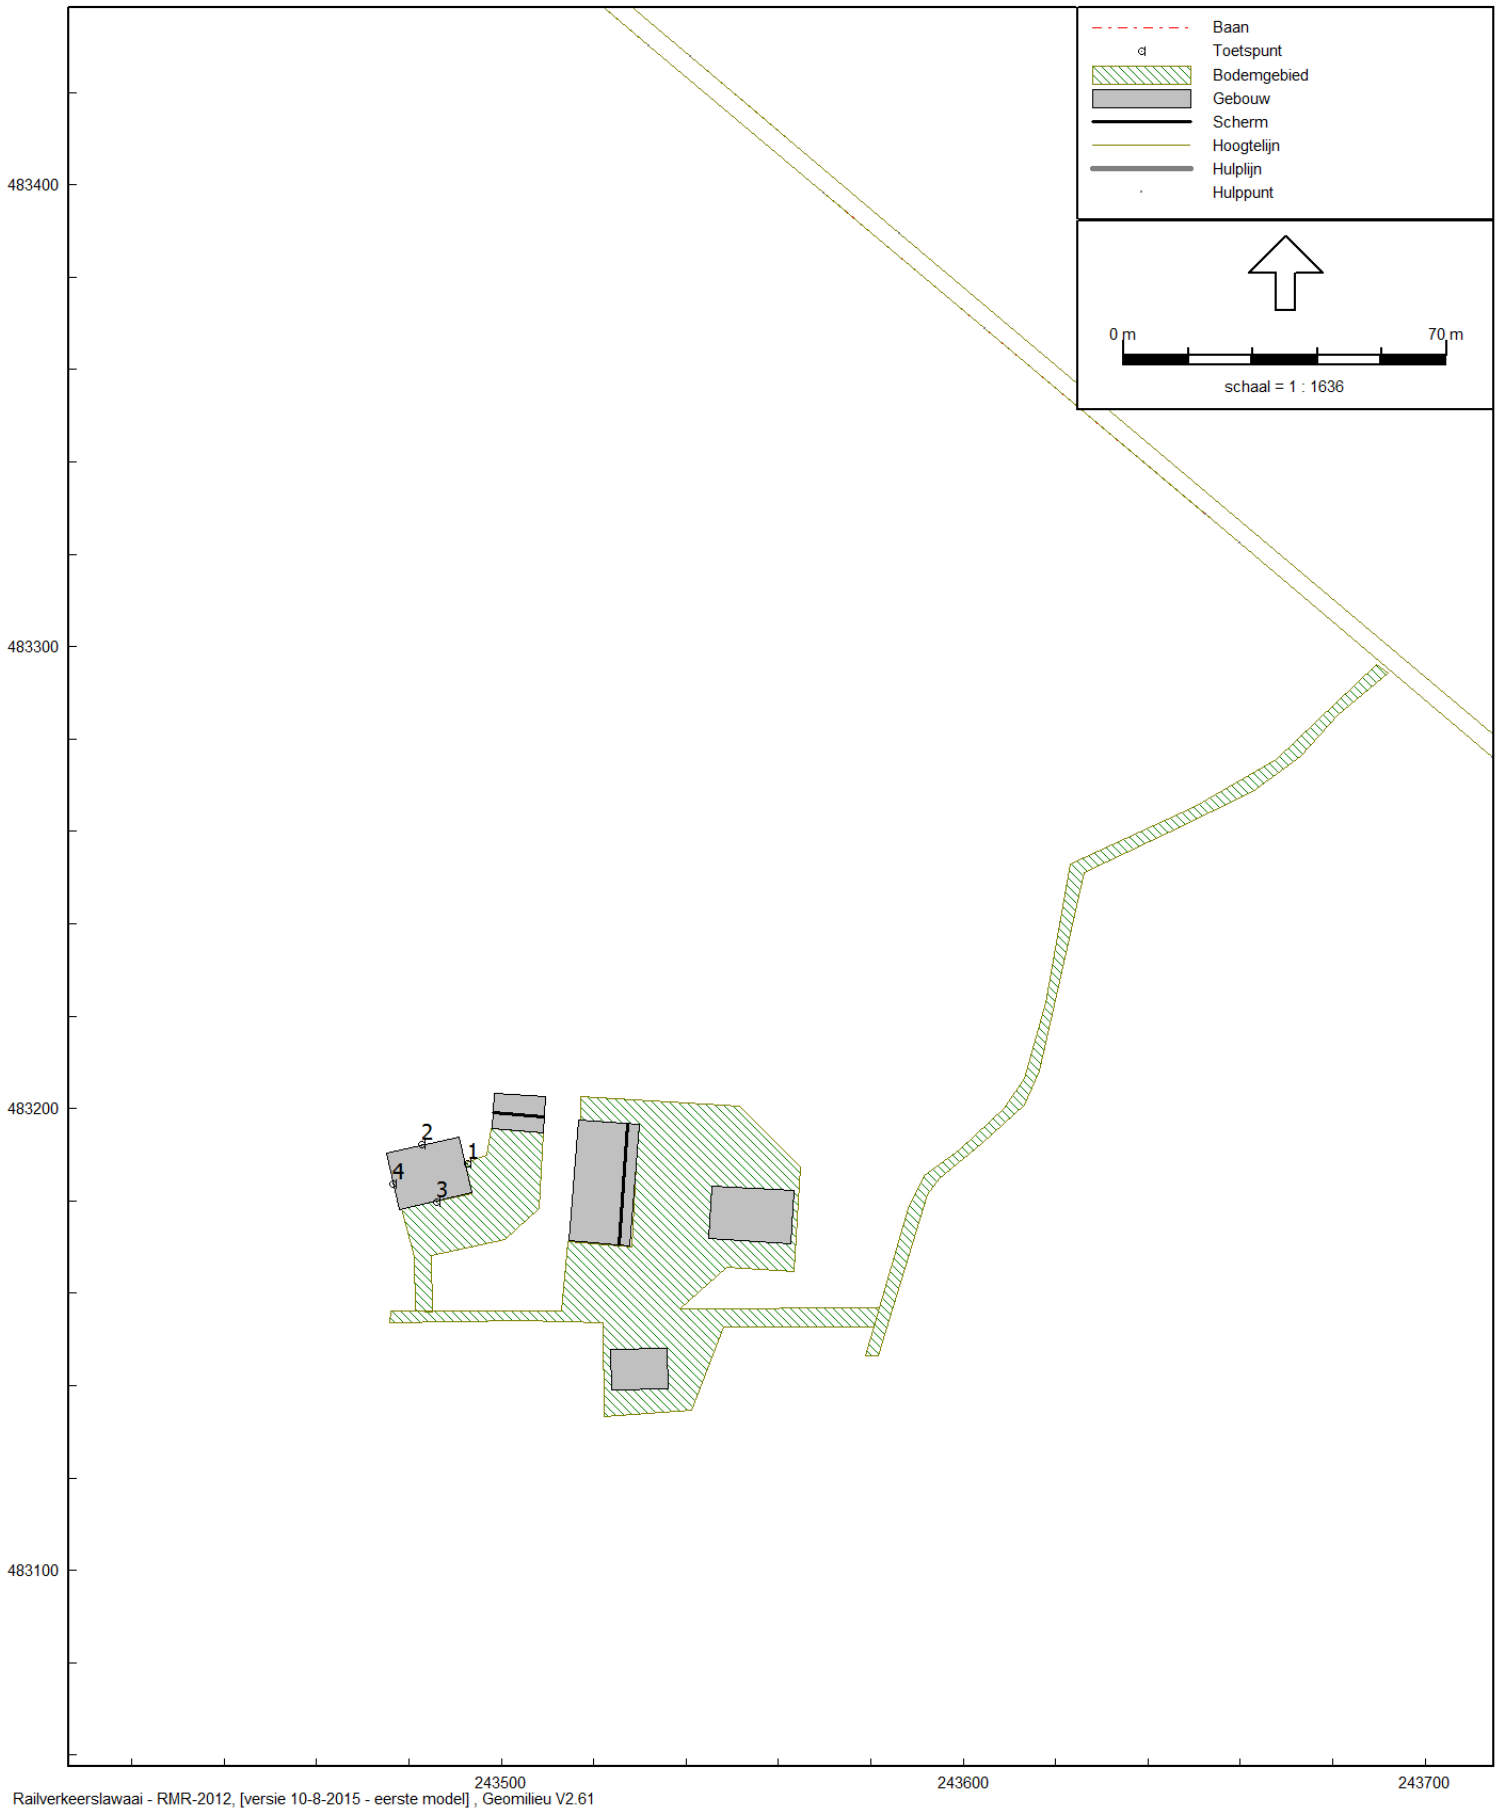 Baan
Toetspunt
Bodemgebied
Gebouw
Scherm
Hoogtelijn
Hulplijn
Hulppunt
0 m 70 m
schaal = 1 : 1636
483400
483300
483200
483100
2
1
4
3
243500 243600 243700
Railverkeerslawaai - RMR-2012, [versie 10-8-2015 - eerste model] , Geomilieu V2.61